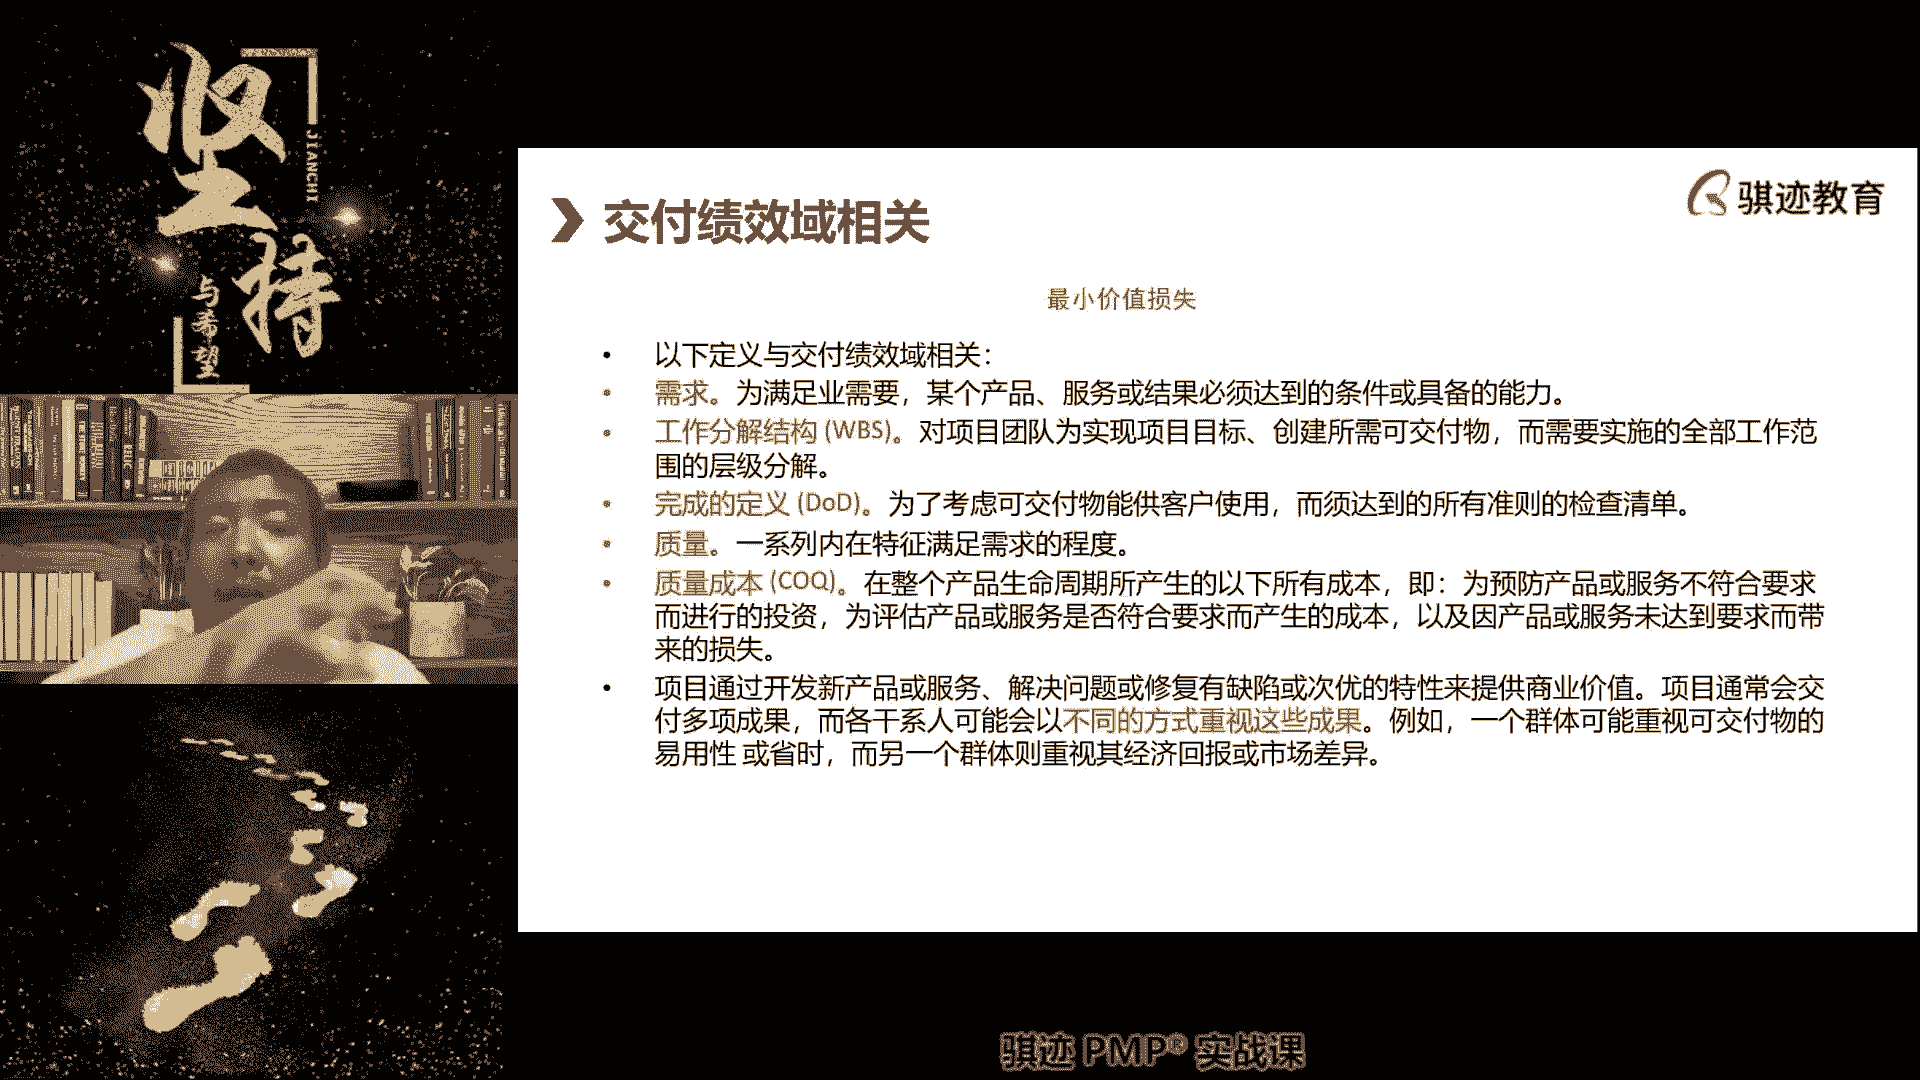 坚持
JIANCHI
与希望
骐迹教育
交付绩效域相关
最小价值损失
• 以下定义与交付绩效域相关：
• 需求。为满足业需要，某个产品、服务或结果必须达到的条件或具备的能力。
• 工作分解结构 (WBS)。对项目团队为实现项目目标、创建所需可交付物，而需要实施的全部工作范
围的层级分解。
• 完成的定义 (DoD)。为了考虑可交付物能供客户使用，而须达到的所有准则的检查清单。
• 质量。一系列内在特征满足需求的程度。
• 质量成本 (COQ)。在整个产品生命周期所产生的以下所有成本，即：为预防产品或服务不符合要求
而进行的投资，为评估产品或服务是否符合要求而产生的成本，以及因产品或服务未达到要求而带
来的损失。
• 项目通过开发新产品或服务、解决问题或修复有缺陷或次优的特性来提供商业价值。项目通常会交
付多项成果，而各干系人可能会以不同的方式重视这些成果。例如，一个群体可能重视可交付物的
易用性 或省时，而另一个群体则重视其经济回报或市场差异。
骐迹 PMP® 实战课